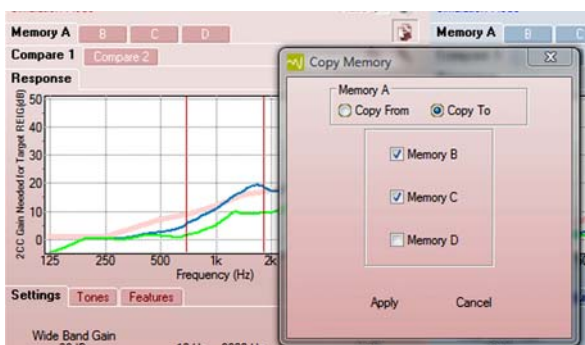 Memory A B C D
Memory A B C
Compare 1 Compare 2
Response
2CC Gain Needed for Target REIG(dB)
50
40
30
20
10
0
125 250 500 1k 2k
Frequency (Hz)
Settings Tones Features
Wide Band Gain
Copy Memory
Memory A
Copy From Copy To
Memory B
Memory C
Memory D
Apply Cancel